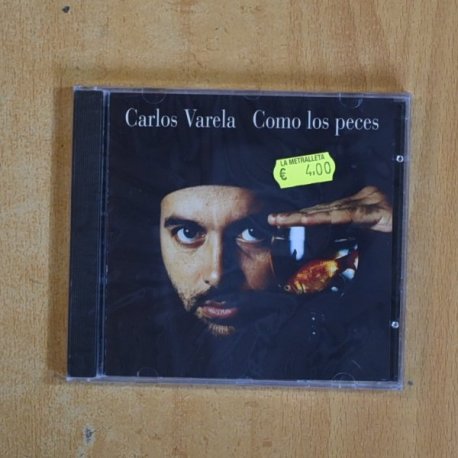 Carlos Varela Como los peces
LA METRALLETA
€ 4,00